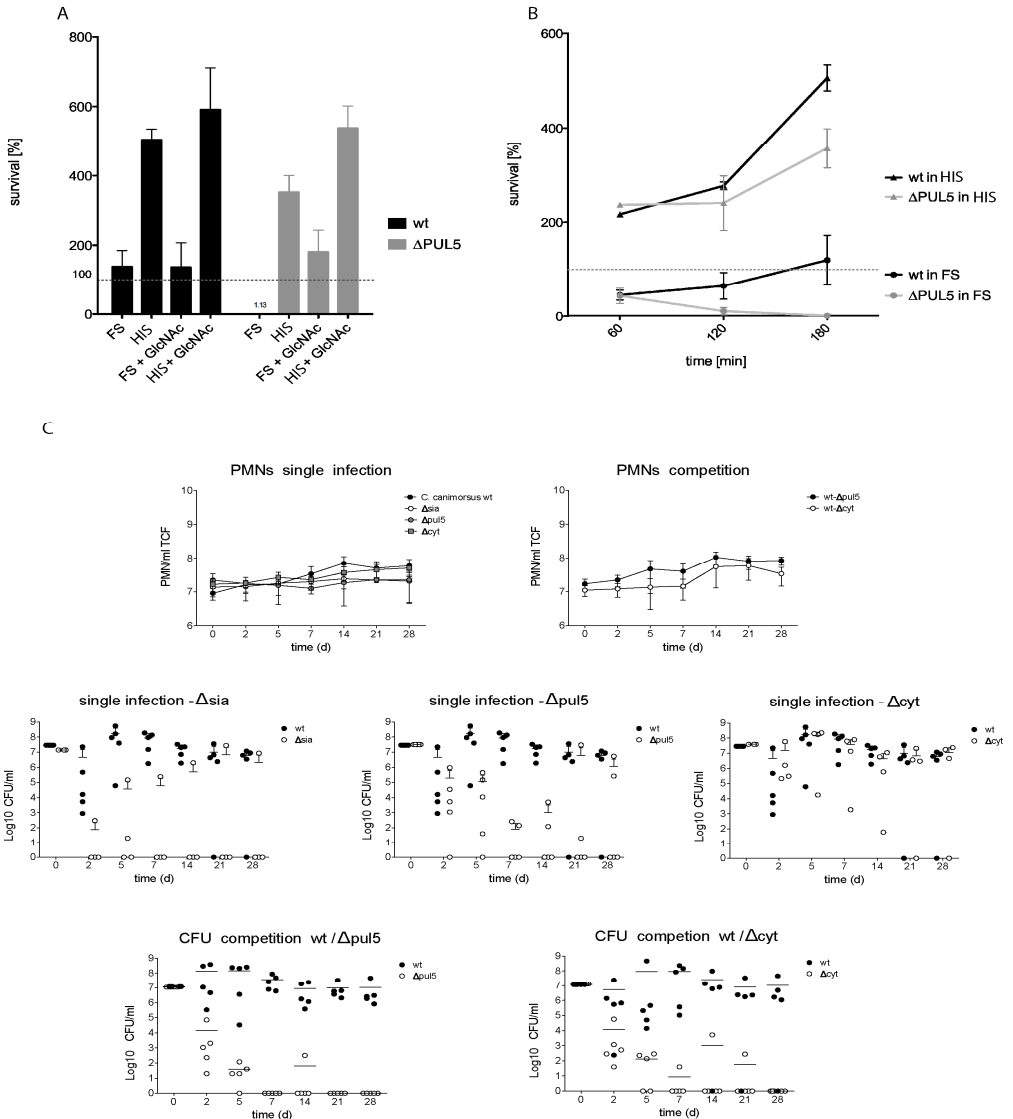 A
800
600
400
200
100
0
survival [%]
1.13
FS
HIS
FS + GlcNAc
HIS+ GlcNAc
FS
HIS
FS + GlcNAc
HIS+ GlcNAc
wt
ΔPUL5
B
600
400
200
0
survival [%]
60
120
180
time [min]
wt in HIS
ΔPUL5 in HIS
wt in FS
ΔPUL5 in FS
C
PMNs single infection
10
9
8
7
6
PMN/ml TCF
0 2 5 7 14 21 28
time (d)
C. canimorsus wt
Δsia
Δpul5
Δcyt
PMNs competition
10
9
8
7
6
PMN/ml TCF
0 2 5 7 14 21 28
time (d)
wt-Δpul5
wt-Δcyt
single infection -Δsia
9
8
7
6
5
4
3
2
1
0
Log10 CFU/ml
0 2 5 7 14 21 28
time (d)
wt
Δsia
single infection -Δpul5
9
8
7
6
5
4
3
2
1
0
Log10 CFU/ml
0 2 5 7 14 21 28
time (d)
wt
Δpul5
single infection -Δcyt
9
8
7
6
5
4
3
2
1
0
Log10 CFU/ml
0 2 5 7 14 21 28
time (d)
wt
Δcyt
CFU competition wt /Δpul5
9
8
7
6
5
4
3
2
1
0
Log10 CFU/ml
0 2 5 7 14 21 28
time (d)
wt
Δpul5
CFU competion wt /Δcyt
9
8
7
6
5
4
3
2
1
0
Log10 CFU/ml
0 2 5 7 14 21 28
time (d)
wt
Δcyt